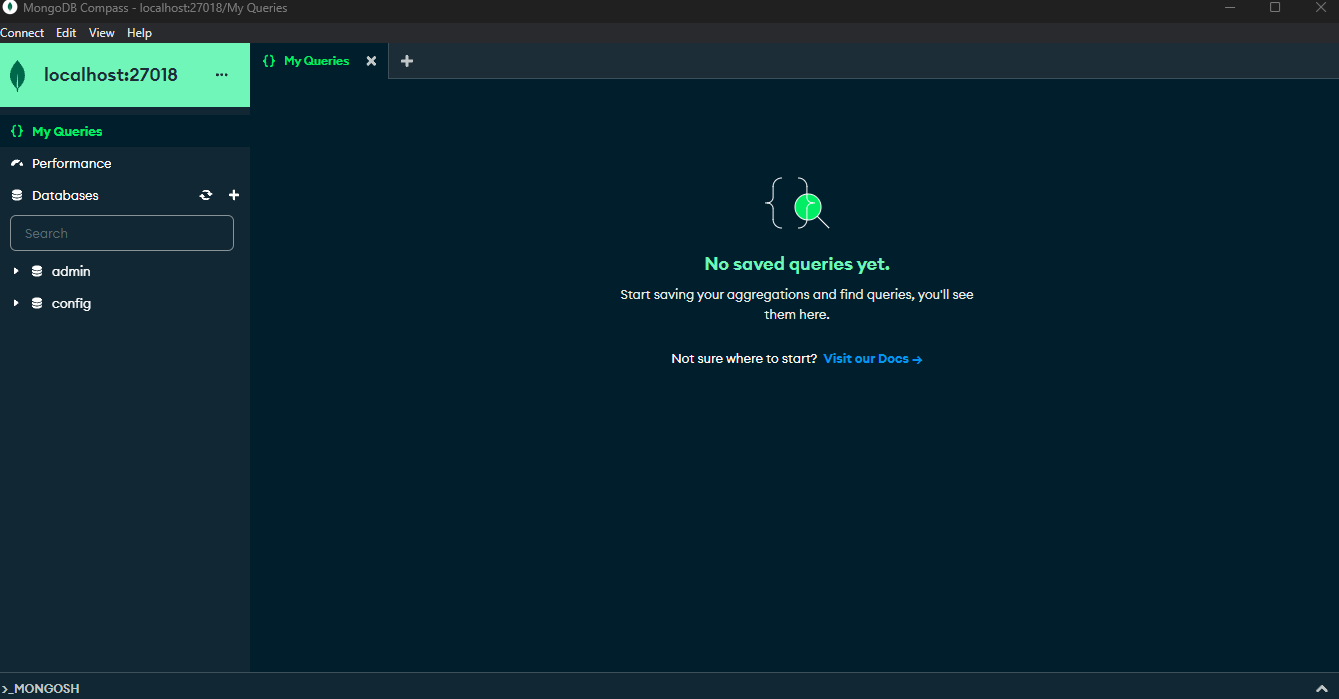 MongoDB Compass - localhost:27018/My Queries
Connect Edit View Help
localhost:27018 ...
{} My Queries
{} My Queries
Performance
Databases
Search
admin
config
No saved queries yet.
Start saving your aggregations and find queries, you'll see
them here.
Not sure where to start? Visit our Docs →
>_MONGOSH